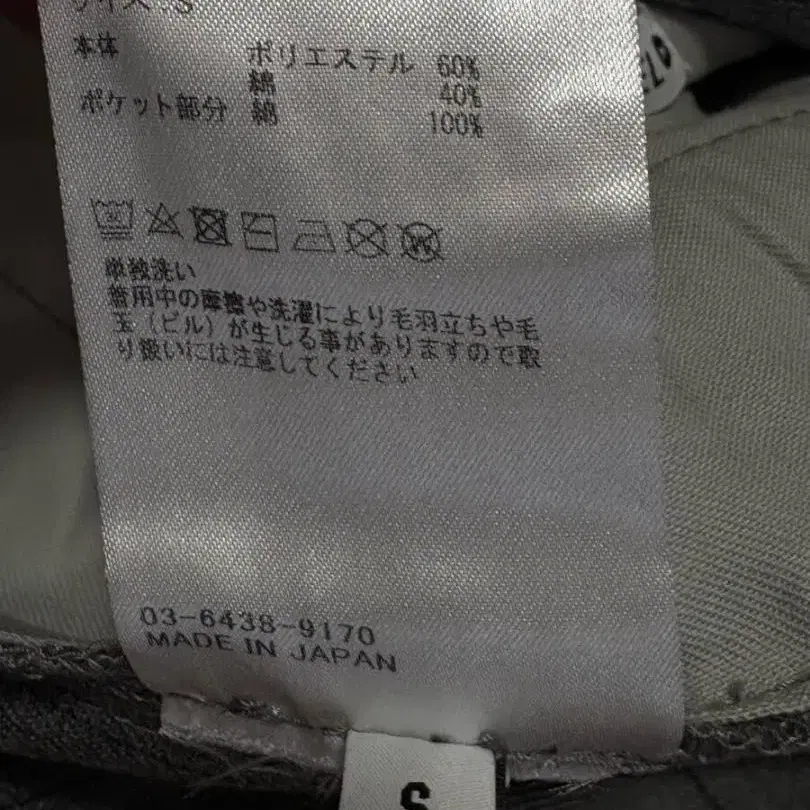 サイズ:S
本体 ポリエステル 60%
綿 40%
ポケット部分 綿 100%
単独洗い
着用中の摩擦や洗濯により毛羽立ちや毛
玉(ピル)が生じる事がありますので取
り扱いには注意してください
03-6438-9170
MADE IN JAPAN
S